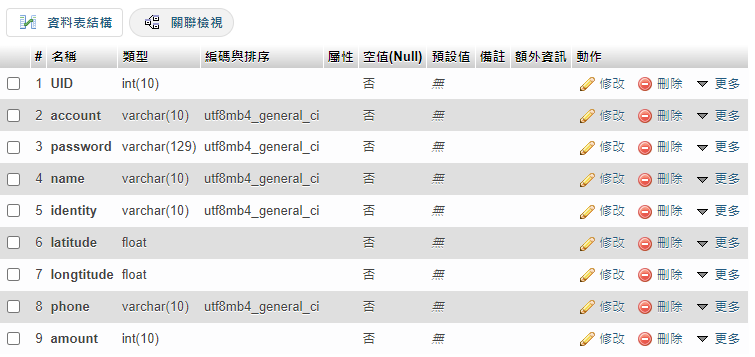 資料表結構 關聯檢視
# 名稱 類型 編碼與排序 屬性 空值(Null) 預設值 備註 額外資訊 動作
1 UID int(10) 否 無 修改 刪除 更多
2 account varchar(10) utf8mb4_general_ci 否 無 修改 刪除 更多
3 password varchar(129) utf8mb4_general_ci 否 無 修改 刪除 更多
4 name varchar(10) utf8mb4_general_ci 否 無 修改 刪除 更多
5 identity varchar(10) utf8mb4_general_ci 否 無 修改 刪除 更多
6 latitude float 否 無 修改 刪除 更多
7 longtitude float 否 無 修改 刪除 更多
8 phone varchar(10) utf8mb4_general_ci 否 無 修改 刪除 更多
9 amount int(10) 否 無 修改 刪除 更多